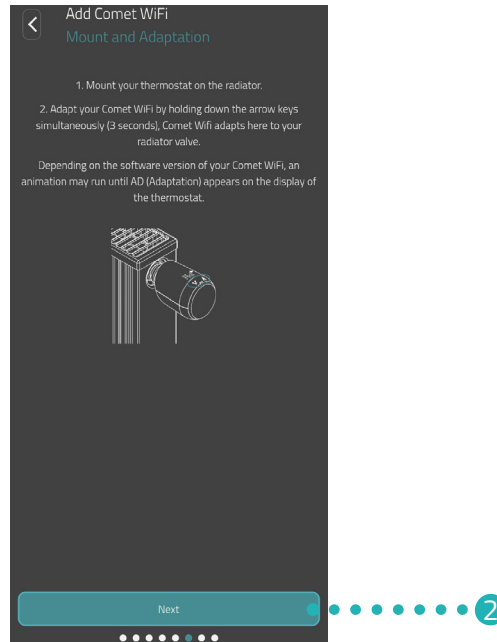 Add Comet WiFi
Mount and Adaptation
1. Mount your thermostat on the radiator.
2. Adapt your Comet WiFi by holding down the arrow keys
simultaneously (3 seconds), Comet Wifi adapts here to your
radiator valve.
Depending on the software version of your Comet WiFi, an
animation may run until AD (Adaptation) appears on the display of
the thermostat.
Next
2